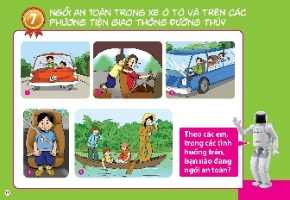 7
NGỒI AN TOÀN TRONG XE Ô TÔ VÀ TRÊN CÁC
PHƯƠNG TIỆN GIAO THÔNG ĐƯỜNG THỦY
Theo các em,
trong các tình
huống trên,
bạn nào đang
ngồi an toàn?